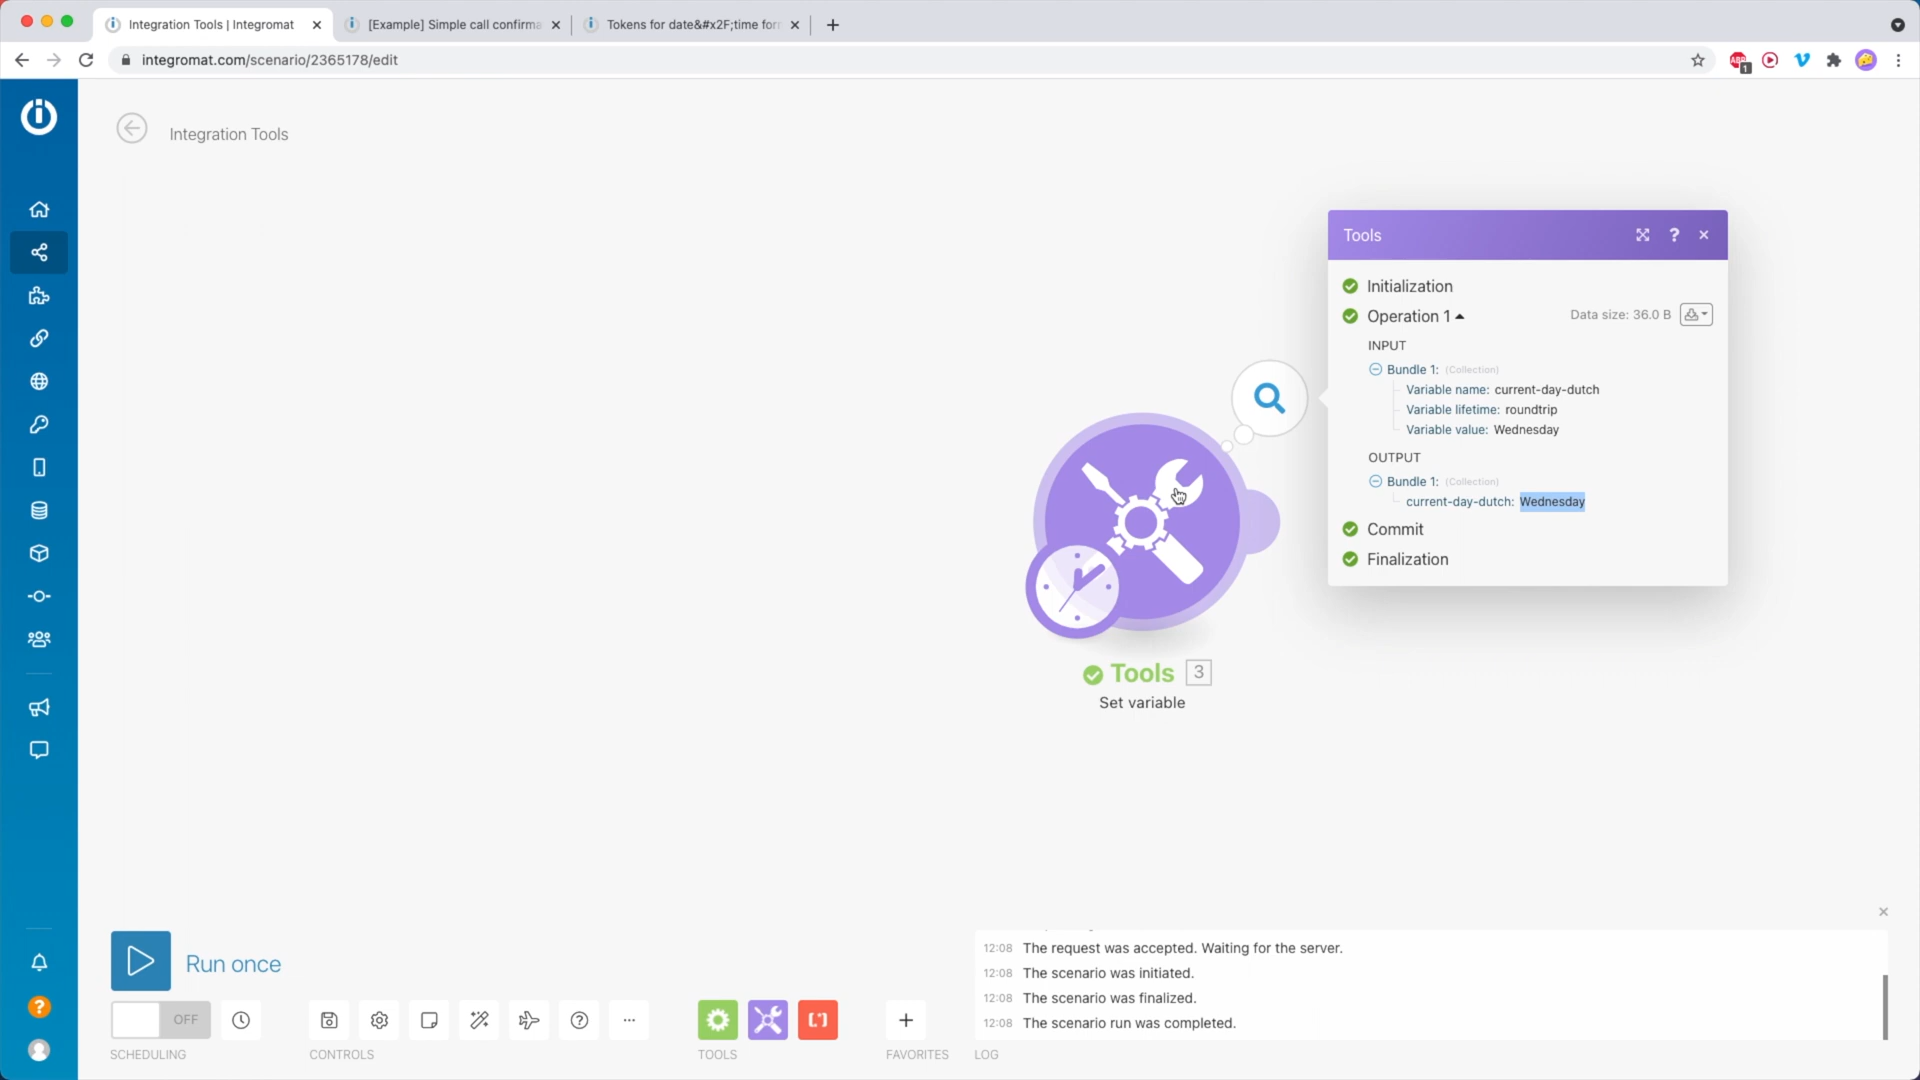 Integration Tools | Integromat
[Example] Simple call confirma
Tokens for date&#x2F;time for
integromat.com/scenario/2365178/edit
ABP
1
Integration Tools
Tools
Initialization
Operation 1
Data size: 36.0 B
INPUT
Bundle 1: (Collection)
Variable name: current-day-dutch
Variable lifetime: roundtrip
Variable value: Wednesday
OUTPUT
Bundle 1: (Collection)
current-day-dutch: Wednesday
Commit
Finalization
Tools 3
Set variable
Run once
12:08 The request was accepted. Waiting for the server.
12:08 The scenario was initiated.
12:08 The scenario was finalized.
12:08 The scenario run was completed.
OFF
SCHEDULING
CONTROLS
TOOLS
FAVORITES
LOG